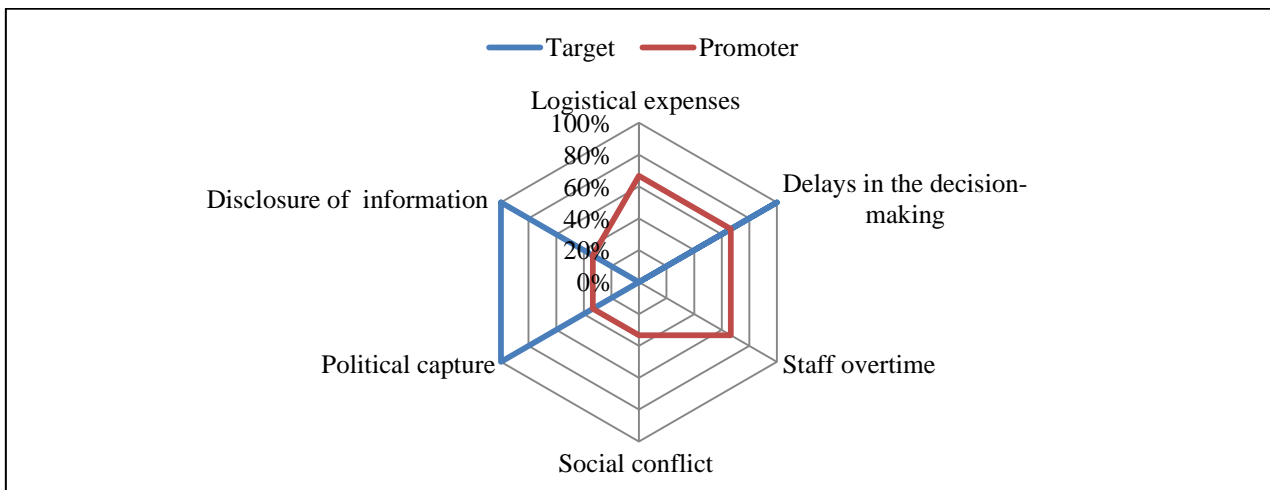 Target Promoter
Logistical expenses
100%
80%
60%
40%
20%
0%
Delays in the decision-
making
Staff overtime
Social conflict
Political capture
Disclosure of  information